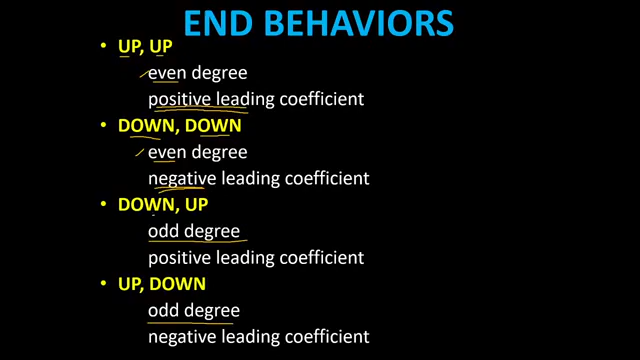 END BEHAVIORS
• UP, UP
even degree
positive leading coefficient
• DOWN, DOWN
even degree
negative leading coefficient
• DOWN, UP
odd degree
positive leading coefficient
• UP, DOWN
odd degree
negative leading coefficient